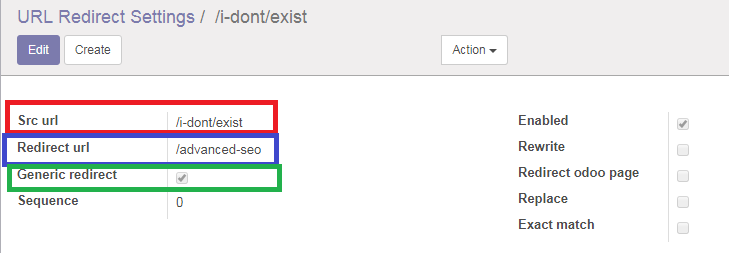 URL Redirect Settings / /i-dont/exist
Edit Create Action
Src url /i-dont/exist
Redirect url /advanced-seo
Generic redirect
Sequence 0
Enabled
Rewrite
Redirect odoo page
Replace
Exact match